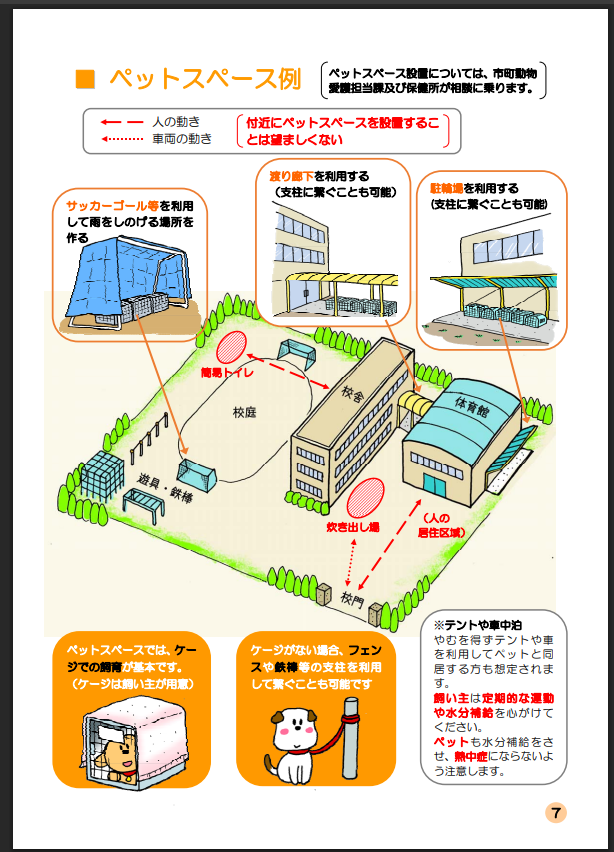 ■ ペットスペース例
ペットスペース設置については、市町動物
愛護担当課及び保健所が相談に乗ります。
人の動き
車両の動き
付近にペットスペースを設置するこ
とは望ましくない
サッカーゴール等を利用
して雨をしのげる場所を
作る
渡り廊下を利用する
（支柱に繋ぐことも可能）
駐輪場を利用する
（支柱に繋ぐことも可能）
簡易トイレ
校庭
校舎
体育館
遊具・鉄棒
炊き出し場
（人の
居住区域）
校門
ペットスペースでは、ケー
ジでの飼育が基本です。
（ケージは飼い主が用意）
ケージがない場合、フェン
スや鉄棒等の支柱を利用
して繋ぐことも可能です
※テントや車中泊
やむを得ずテントや車
を利用してペットと同
居する方も想定されま
す。
飼い主は定期的な運動
や水分補給を心がけて
ください。
ペットも水分補給をさ
せ、熱中症にならないよ
う注意します。
7